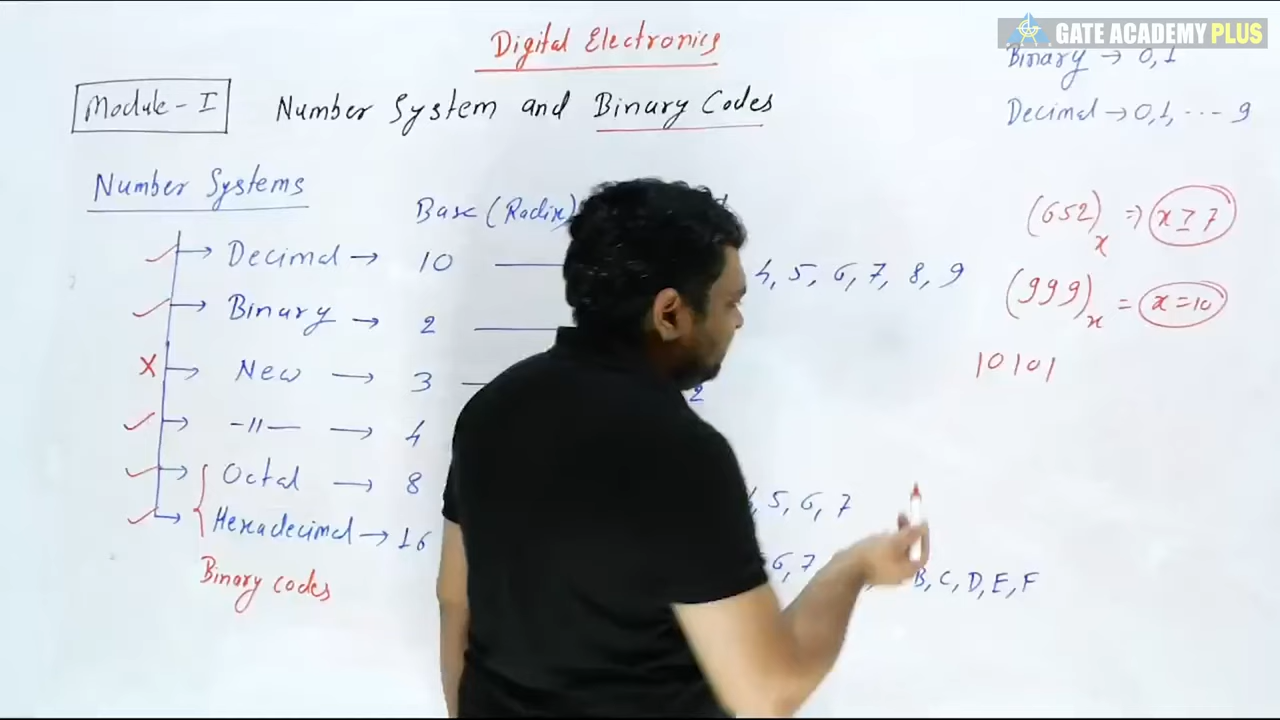 GATE ACADEMY PLUS
Digital Electronics
Binary → 0,1
Module - I Number System and Binary Codes
Decimal → 0,1, ... 9
Number Systems
Base (Radix)
(652)x ⇒ x ≥ 7
Decimal → 10 4, 5, 6, 7, 8, 9
(999)x = x = 10
Binary → 2
New → 3 2
10101
-11- → 4
Octal → 8 5, 6, 7
Hexadecimal → 16 6, 7 B, C, D, E, F
Binary codes